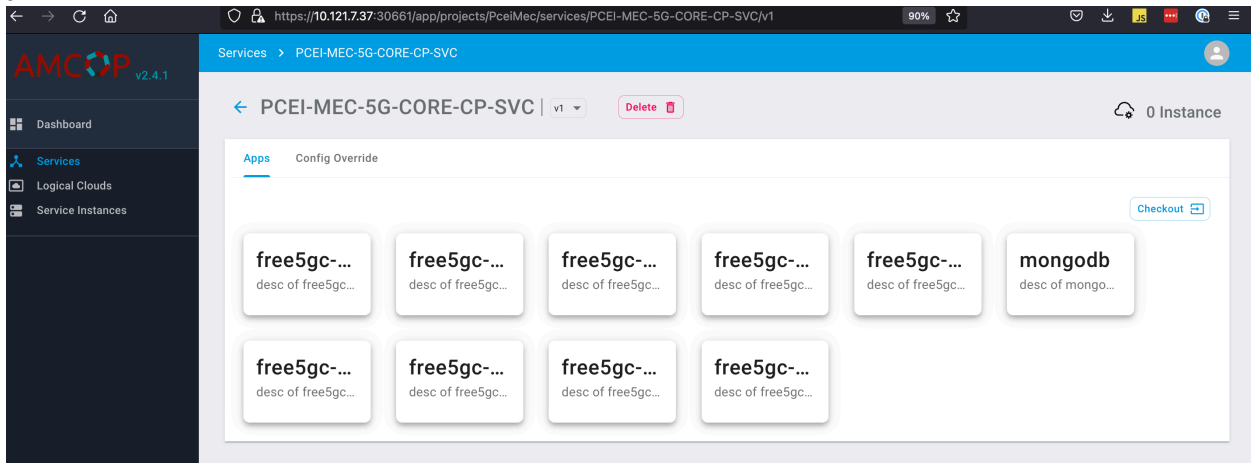 https://10.121.7.37:30661/app/projects/PceiMec/services/PCEI-MEC-5G-CORE-CP-SVC/v1
90%
JS
AMCOP v2.4.1
Services > PCEI-MEC-5G-CORE-CP-SVC
Dashboard
Services
Logical Clouds
Service Instances
PCEI-MEC-5G-CORE-CP-SVC | v1
Delete
0 Instance
Apps
Config Override
Checkout
free5gc-...
desc of free5gc...
free5gc-...
desc of free5gc...
free5gc-...
desc of free5gc...
free5gc-...
desc of free5gc...
free5gc-...
desc of free5gc...
mongodb
desc of mongo...
free5gc-...
desc of free5gc...
free5gc-...
desc of free5gc...
free5gc-...
desc of free5gc...
free5gc-...
desc of free5gc...